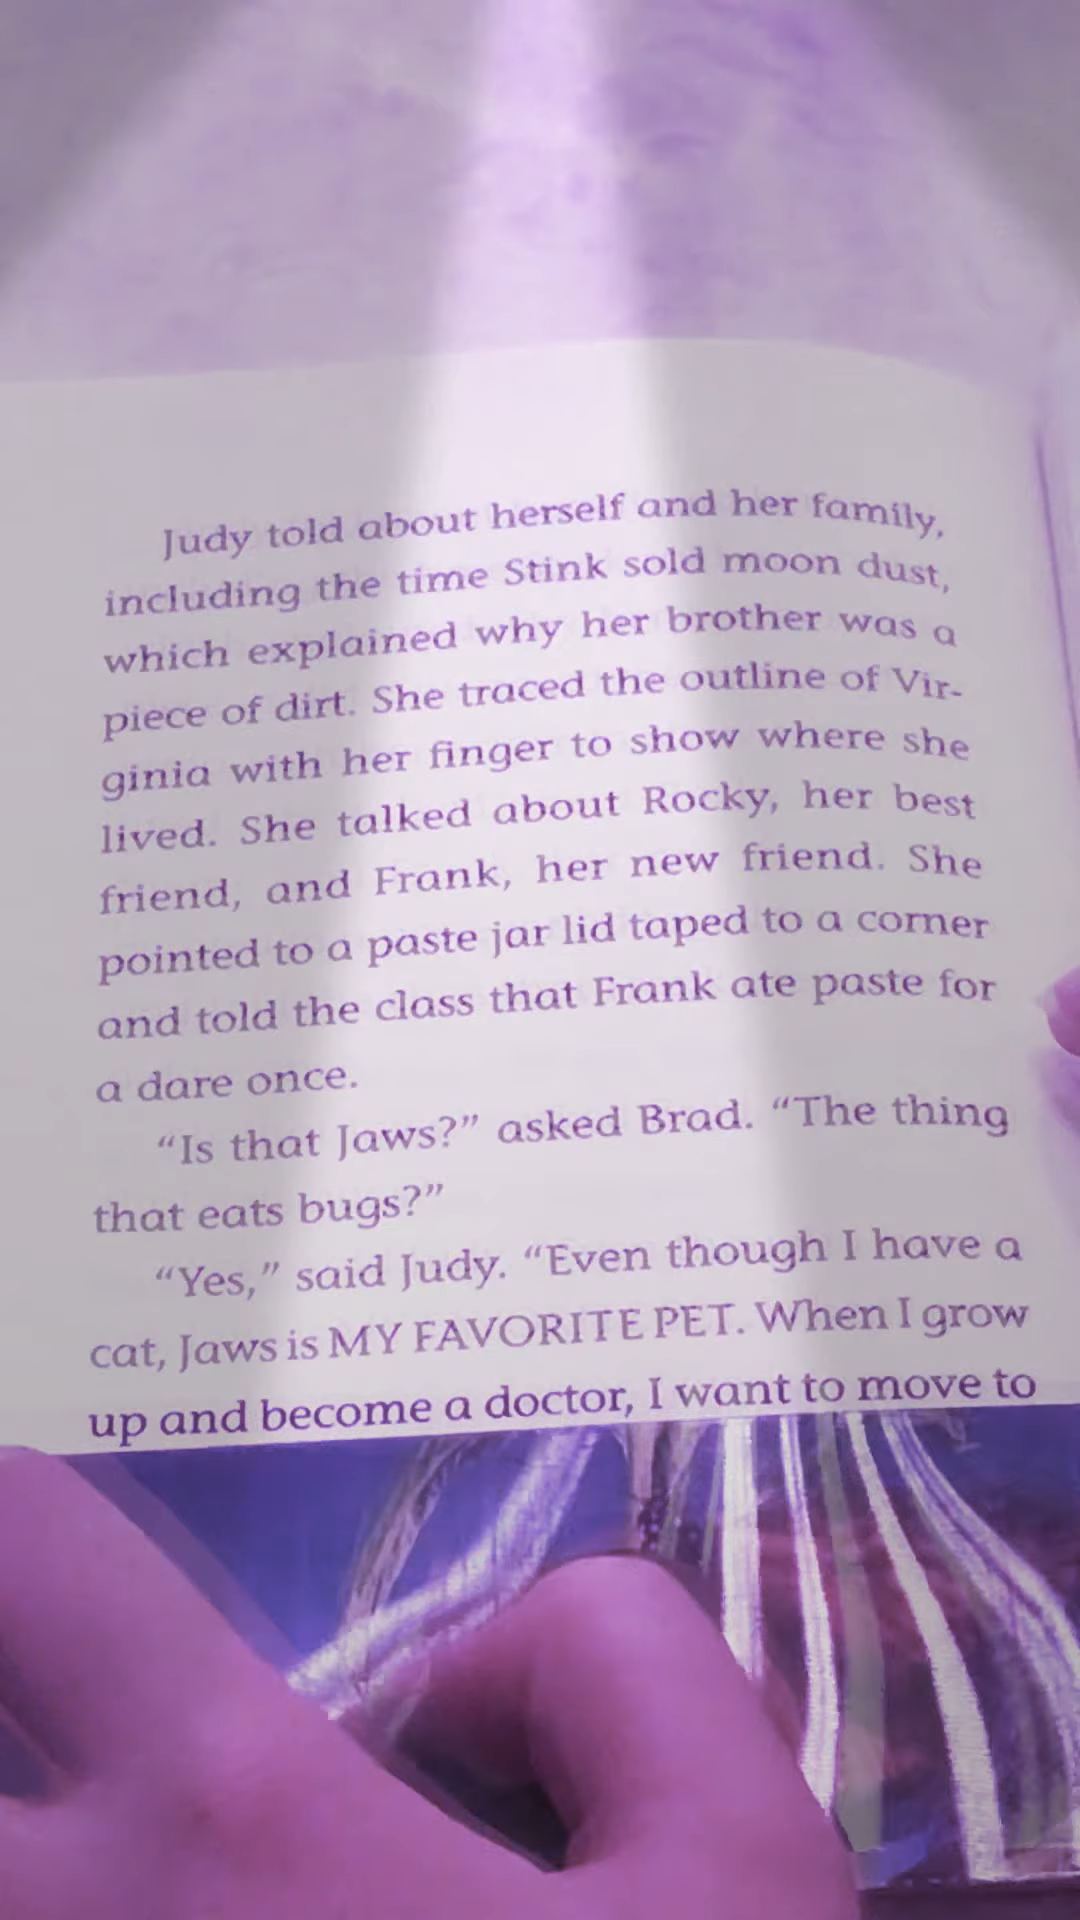 Judy told about herself and her family,
including the time Stink sold moon dust,
which explained why her brother was a
piece of dirt. She traced the outline of Vir-
ginia with her finger to show where she
lived. She talked about Rocky, her best
friend, and Frank, her new friend. She
pointed to a paste jar lid taped to a corner
and told the class that Frank ate paste for
a dare once.
“Is that Jaws?” asked Brad. “The thing
that eats bugs?”
“Yes,” said Judy. “Even though I have a
cat, Jaws is MY FAVORITE PET. When I grow
up and become a doctor, I want to move to